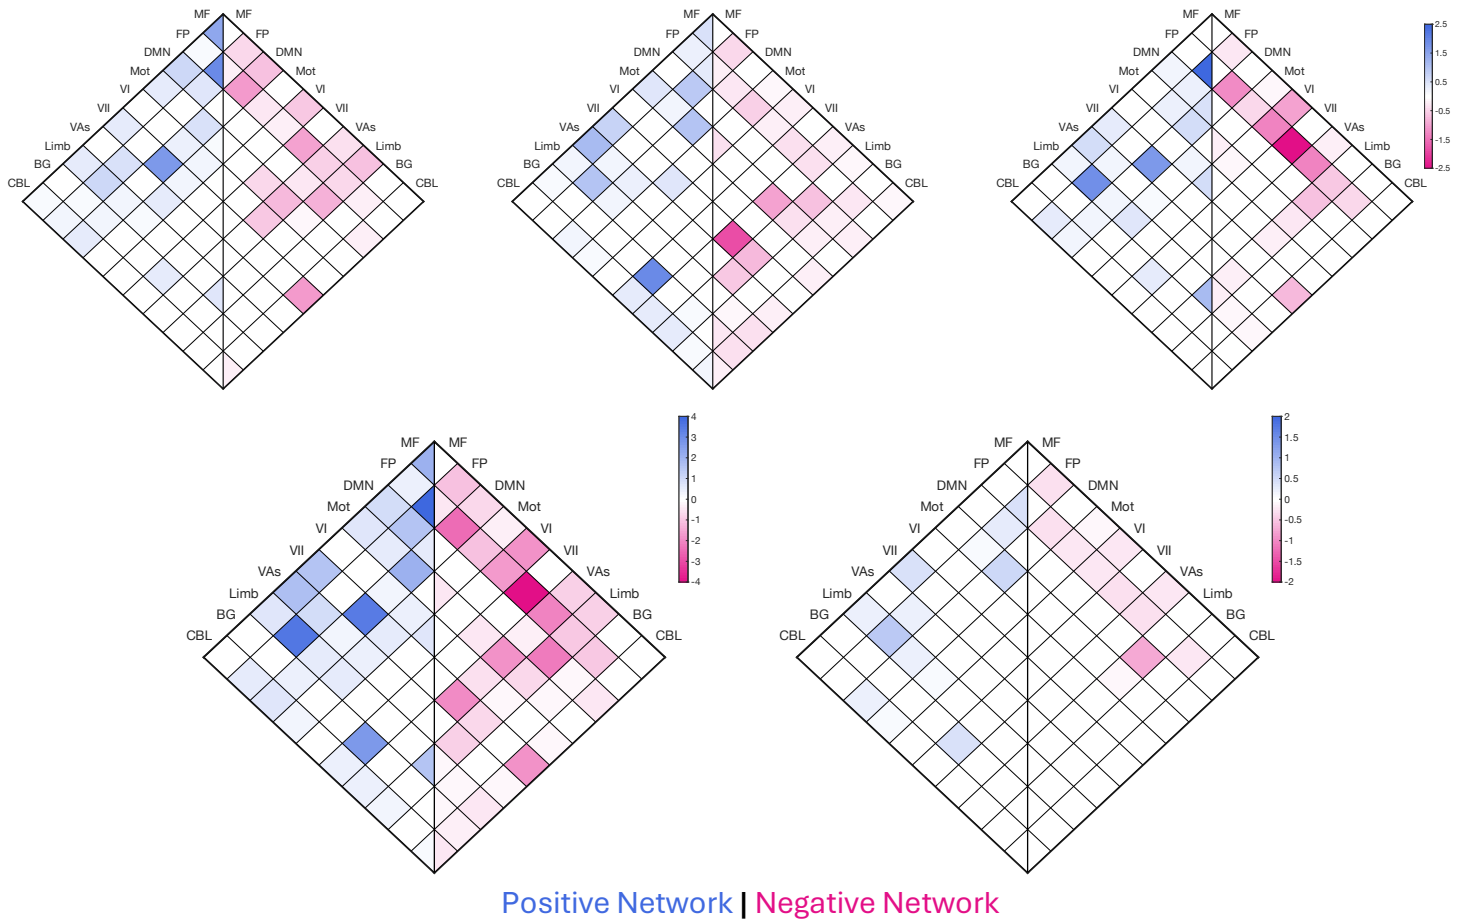 MF MF
FP FP
DMN DMN
Mot Mot
VI VI
VII VII
VAs VAs
Limb Limb
BG BG
CBL CBL
MF MF
FP FP
DMN DMN
Mot Mot
VI VI
VII VII
VAs VAs
Limb Limb
BG BG
CBL CBL
MF MF
FP FP
DMN DMN
Mot Mot
VI VI
VII VII
VAs VAs
Limb Limb
BG BG
CBL CBL
2.5
1.5
0.5
-0.5
-1.5
-2.5
MF MF
FP FP
DMN DMN
Mot Mot
VI VI
VII VII
VAs VAs
Limb Limb
BG BG
CBL CBL
4
3
2
1
0
-1
-2
-3
-4
MF MF
FP FP
DMN DMN
Mot Mot
VI VI
VII VII
VAs VAs
Limb Limb
BG BG
CBL CBL
2
1.5
1
0.5
0
-0.5
-1
-1.5
-2
Positive Network | Negative Network